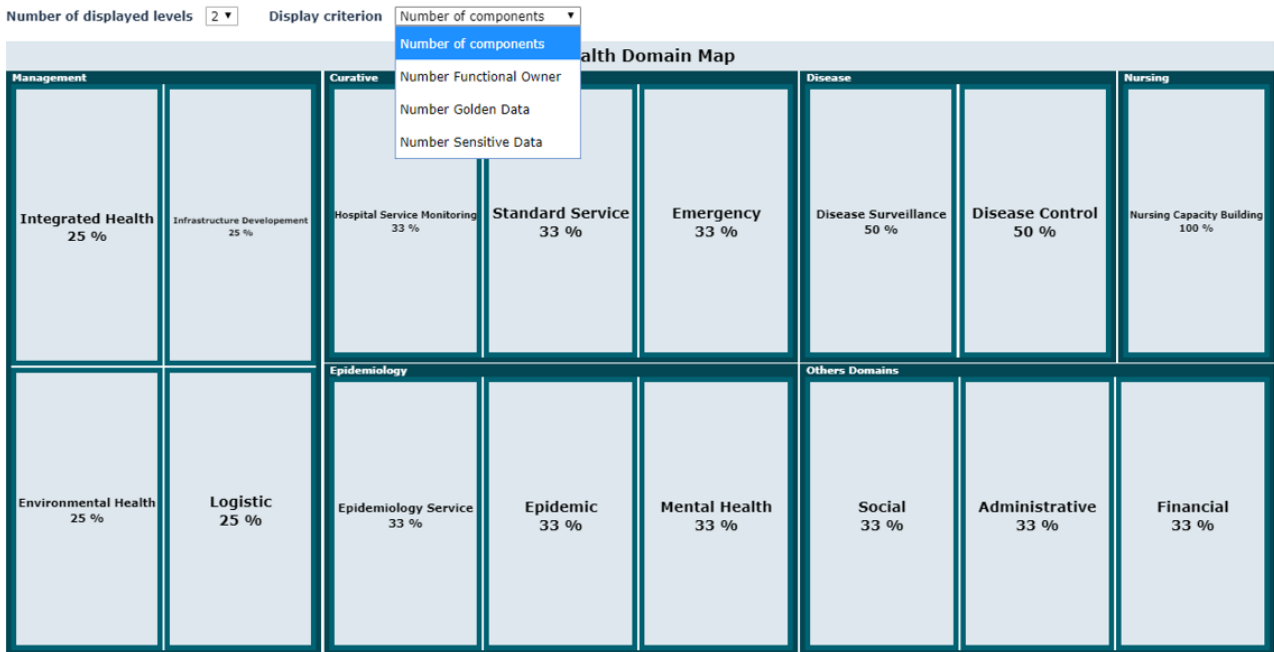 Number of displayed levels 2 Display criterion Number of components
Number of components
Number Functional Owner
Number Golden Data
Number Sensitive Data
alth Domain Map
Management
Integrated Health
25 %
Infrastructure Developement
25 %
Environmental Health
25 %
Logistic
25 %
Curative
Hospital Service Monitoring
33 %
Standard Service
33 %
Emergency
33 %
Disease
Disease Surveillance
50 %
Disease Control
50 %
Nursing
Nursing Capacity Building
100 %
Epidemiology
Epidemiology Service
33 %
Epidemic
33 %
Mental Health
33 %
Others Domains
Social
33 %
Administrative
33 %
Financial
33 %